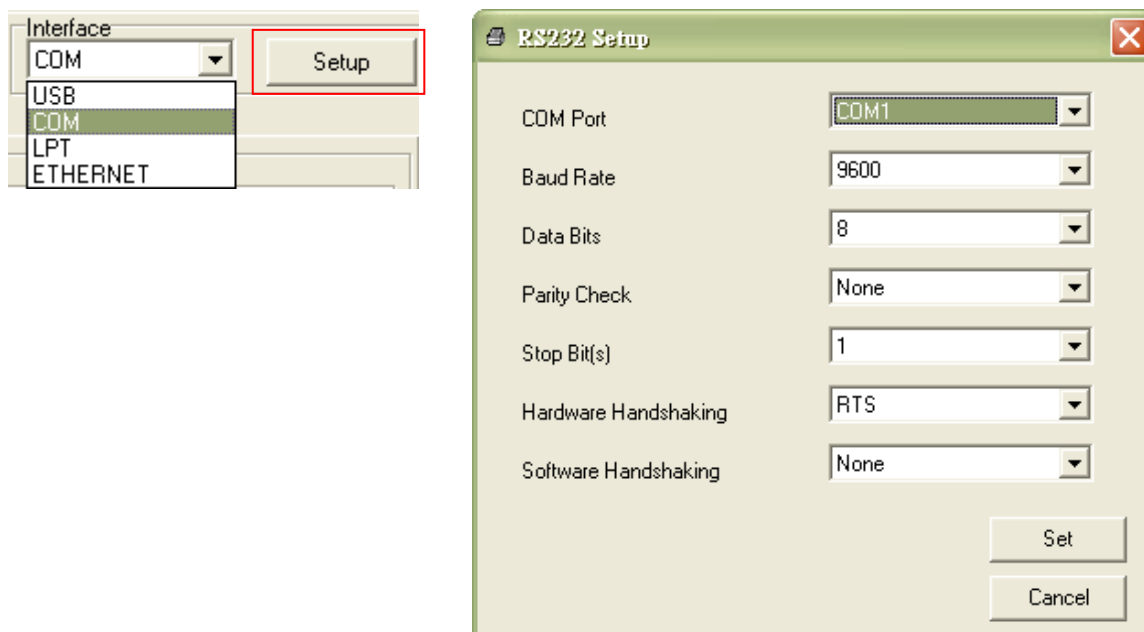 Interface
COM
Setup
USB
COM
LPT
ETHERNET
RS232 Setup
COM Port COM1
Baud Rate 9600
Data Bits 8
Parity Check None
Stop Bit(s) 1
Hardware Handshaking RTS
Software Handshaking None
Set
Cancel